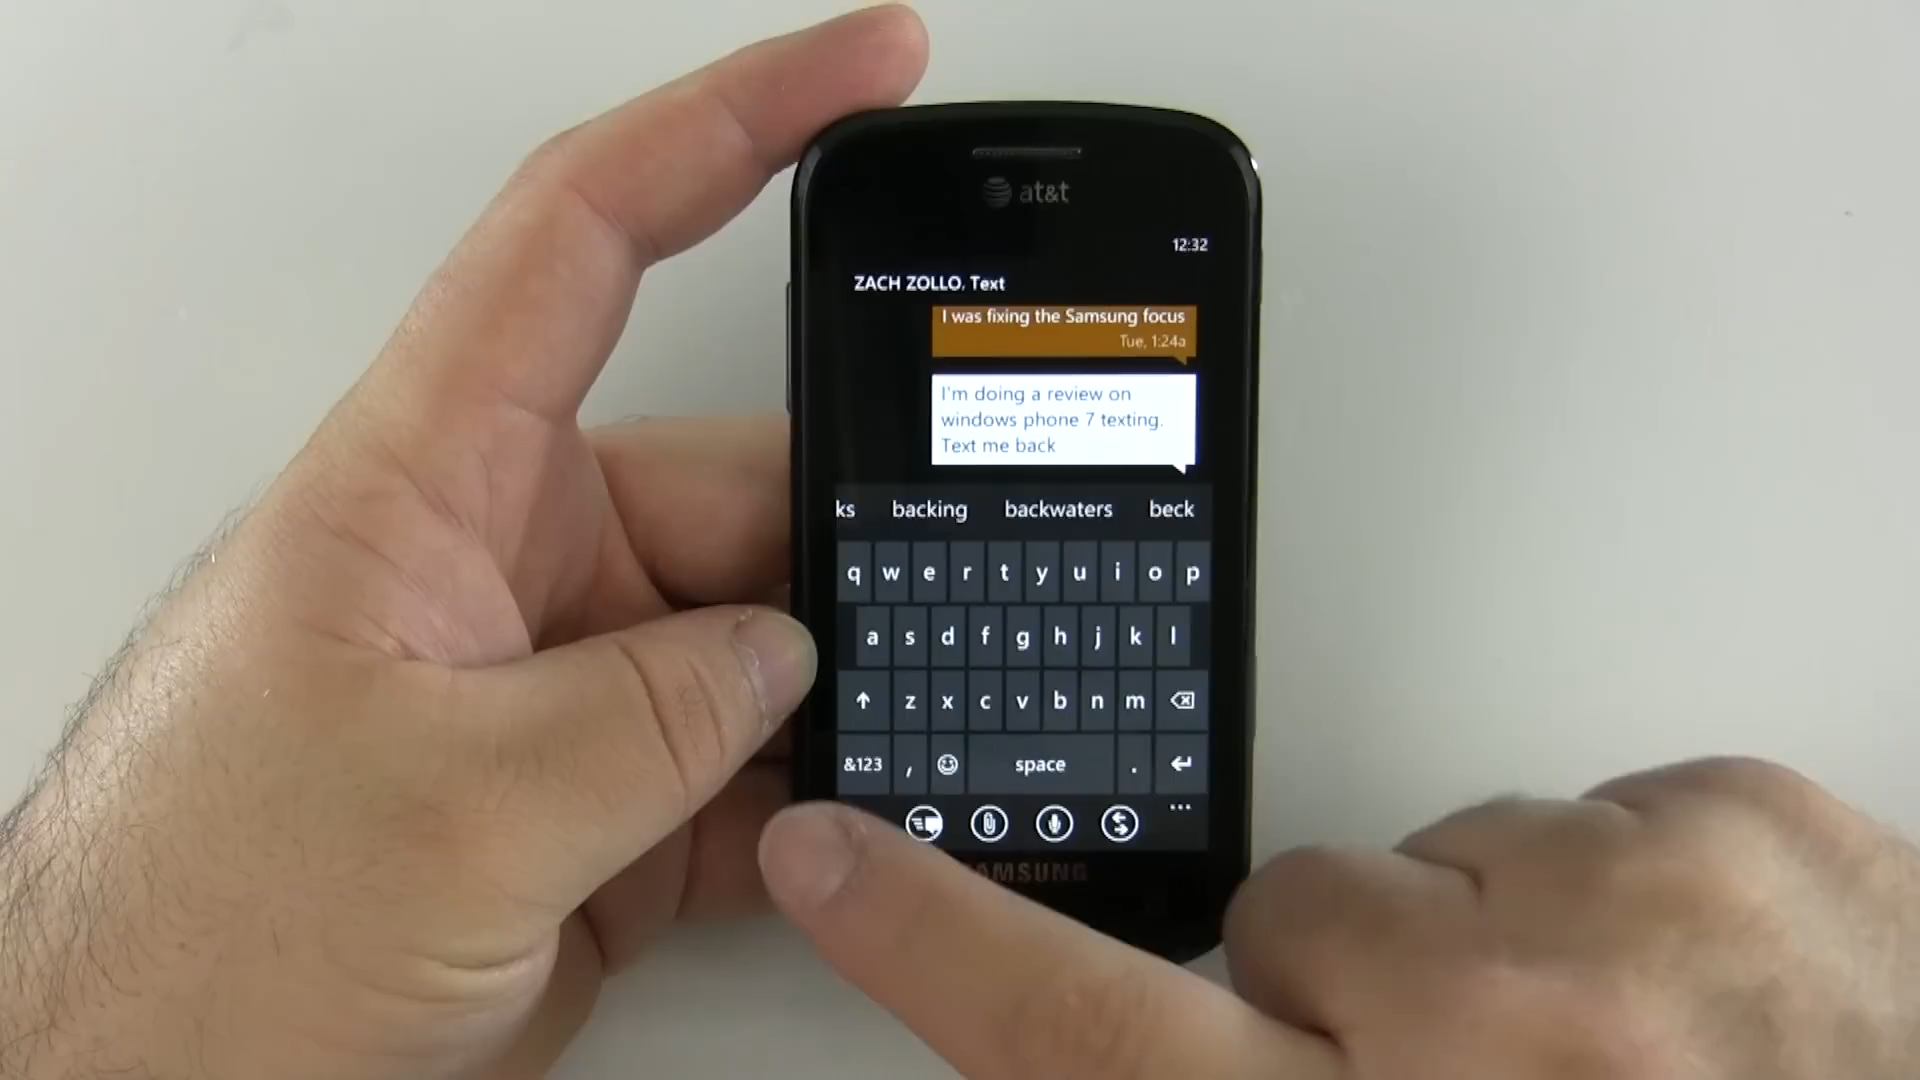 at&t
12:32
ZACH ZOLLO. Text
I was fixing the Samsung focus
Tue, 1:24a
I'm doing a review on
windows phone 7 texting.
Text me back
ks backing backwaters beck
q w e r t y u i o p
a s d f g h j k l
z x c v b n m
&123 , space .
...
SAMSUNG